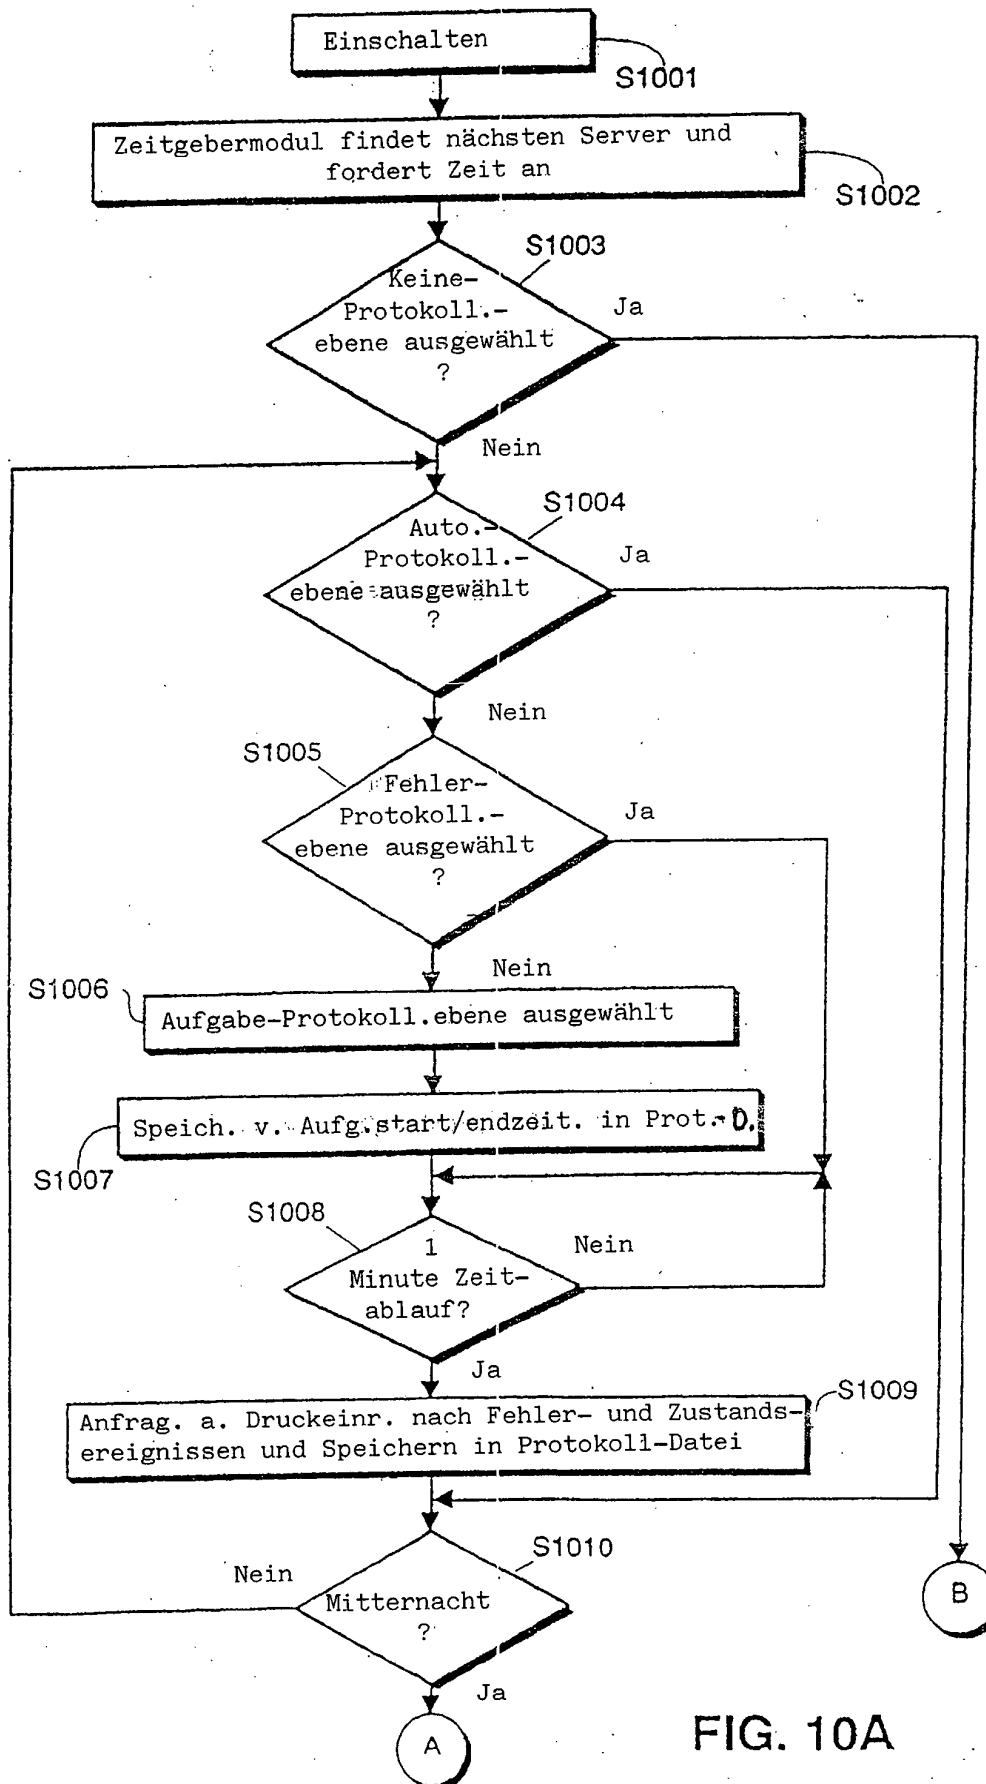 Einschalten
S1001
Zeitgebermodul findet nächsten Server und
fordert Zeit an
S1002
S1003
Keine-
Protokoll.-
ebene ausgewählt
?
Ja
Nein
S1004
Auto.-
Protokoll.-
ebene ausgewählt
?
Ja
Nein
S1005
Fehler-
Protokoll.-
ebene ausgewählt
?
Ja
Nein
S1006
Aufgabe-Protokoll.ebene ausgewählt
Speich. v. Aufg.start/endzeit. in Prot.-D.
S1007
S1008
1
Minute Zeit-
ablauf?
Nein
Ja
S1009
Anfrag. a. Druckeinr. nach Fehler- und Zustands-
ereignissen und Speichern in Protokoll-Datei
S1010
Nein
Mitternacht
?
B
Ja
A
FIG. 10A